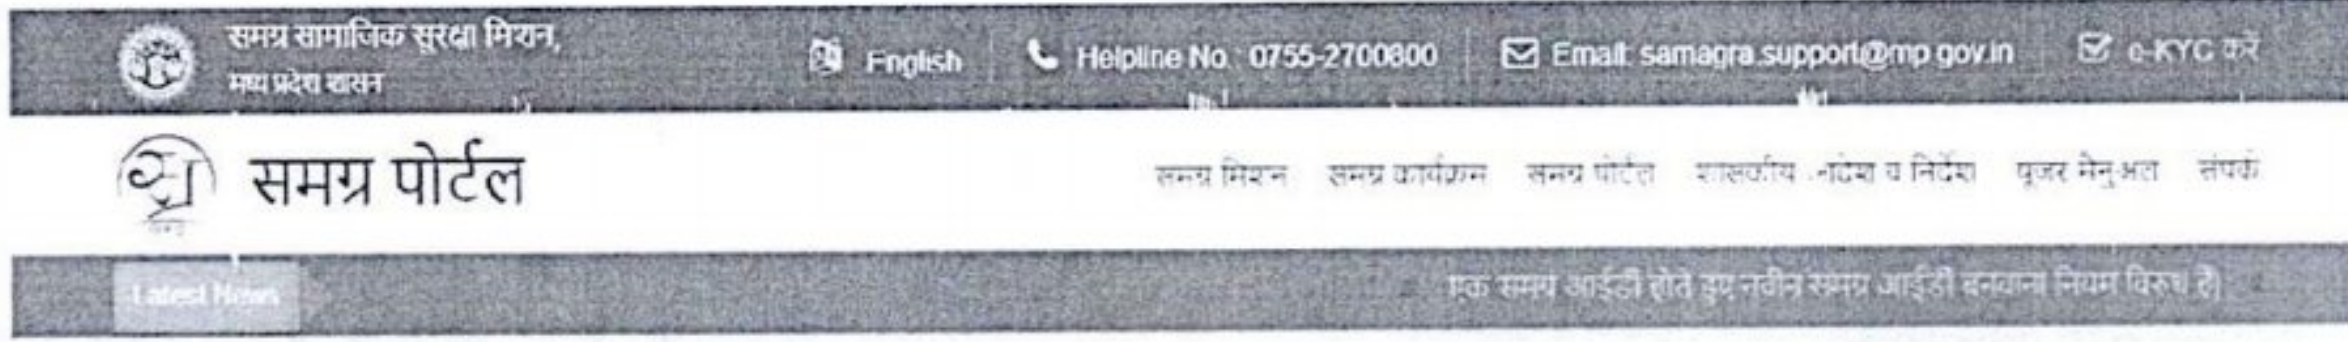 समग्र सामाजिक सुरक्षा मिशन,
मध्य प्रदेश शासन
English
Helpline No.: 0755-2700800
Email: samagra.support@mp.gov.in
e-KYC करें
समग्र पोर्टल
समग्र मिशन समग्र कार्यक्रम समग्र पोर्टल शासकीय व निर्देश यूजर मेनुअल संपर्क
Latest News
एक समग्र आईडी होते हुए नवीन समग्र आईडी बनवाना नियम विरुध है|